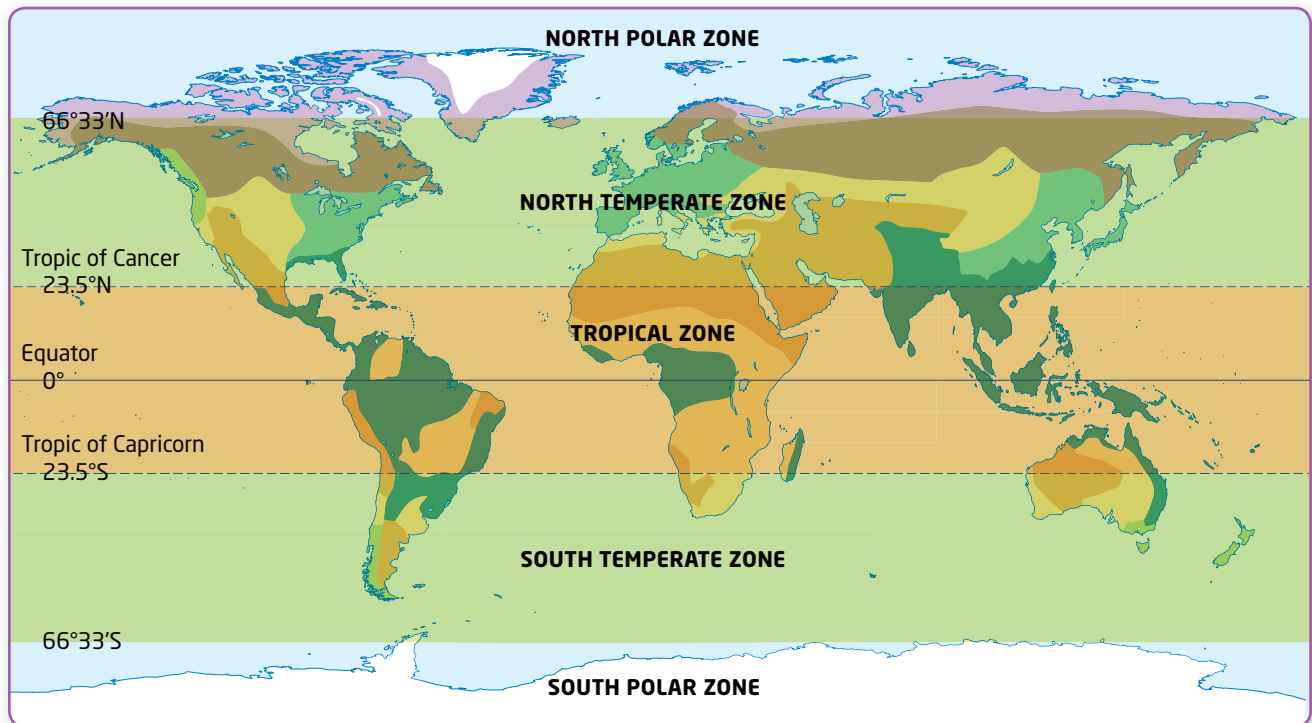 NORTH POLAR ZONE
66°33′N
NORTH TEMPERATE ZONE
Tropic of Cancer
23.5°N
TROPICAL ZONE
Equator
0°
Tropic of Capricorn
23.5°S
SOUTH TEMPERATE ZONE
66°33′S
SOUTH POLAR ZONE